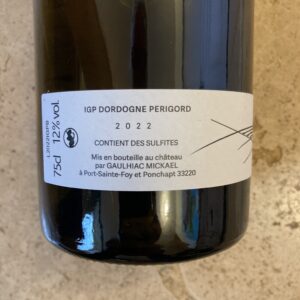 IGP DORDOGNE PERIGORD
2022
CONTIENT DES SULFITES
Mis en bouteille au château
par GAULHIAC MICKAEL
à Port-Sainte-Foy et Ponchapt 33220
75cl 12% vol.